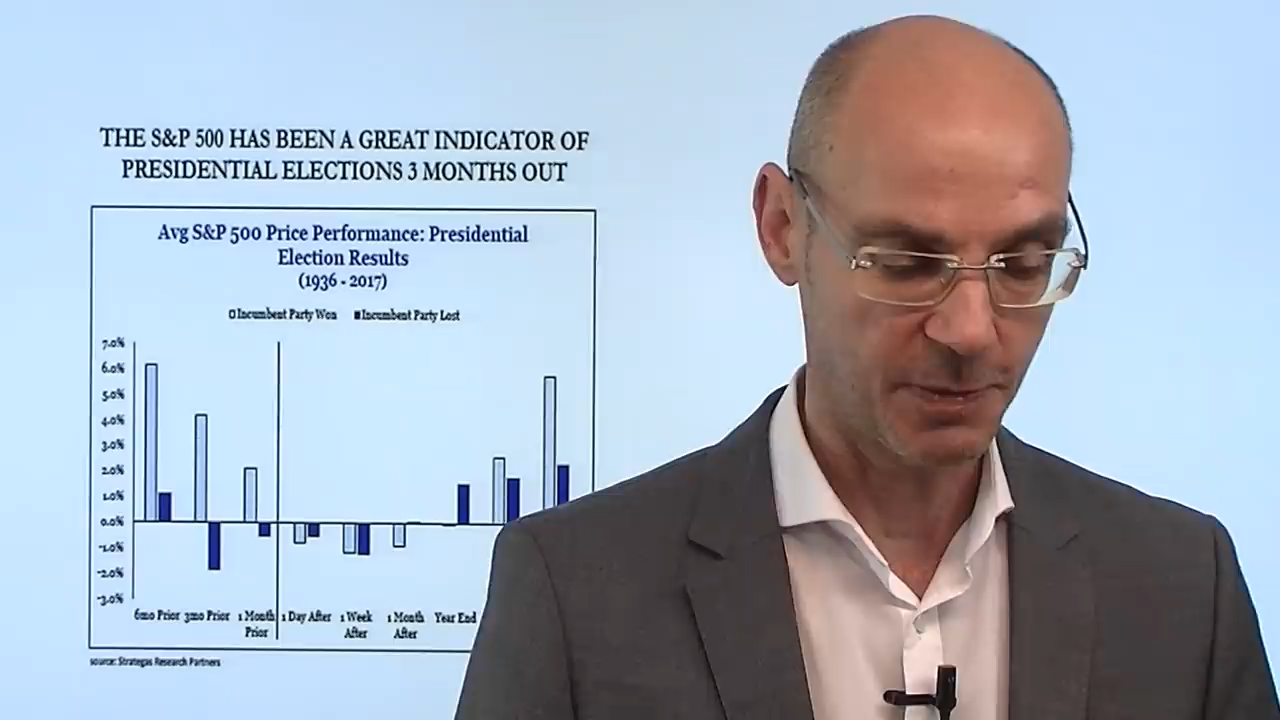 THE S&P 500 HAS BEEN A GREAT INDICATOR OF
PRESIDENTIAL ELECTIONS 3 MONTHS OUT
Avg S&P 500 Price Performance: Presidential
Election Results
(1936 - 2017)
Incumbent Party Won Incumbent Party Lost
7.0%
6.0%
5.0%
4.0%
3.0%
2.0%
1.0%
0.0%
-1.0%
-2.0%
-3.0%
6mo Prior 3mo Prior 1 Month 1 Day After 1 Week 1 Month Year End
Prior After After
source: Strategas Research Partners